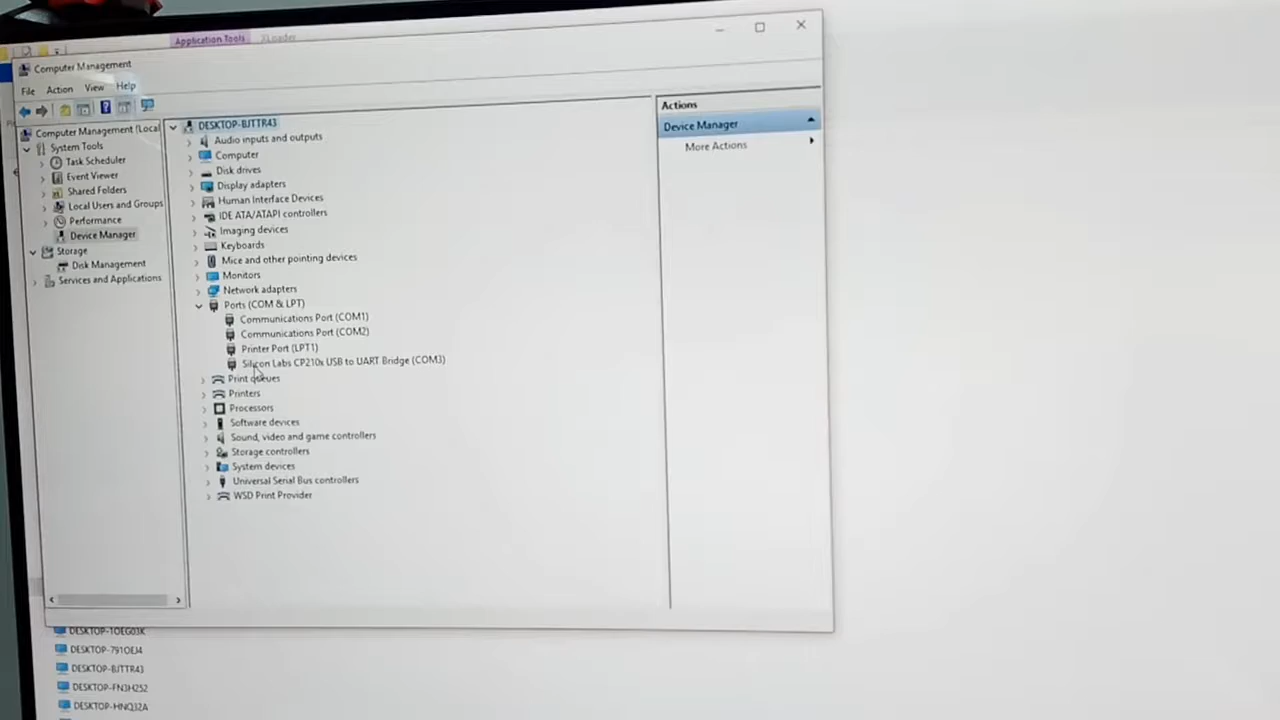 Application Tools
XLoader
Computer Management
File Action View Help
Computer Management (Local
System Tools
Task Scheduler
Event Viewer
Shared Folders
Local Users and Groups
Performance
Device Manager
Storage
Disk Management
Services and Applications
DESKTOP-BJTTR43
Audio inputs and outputs
Computer
Disk drives
Display adapters
Human Interface Devices
IDE ATA/ATAPI controllers
Imaging devices
Keyboards
Mice and other pointing devices
Monitors
Network adapters
Ports (COM & LPT)
Communications Port (COM1)
Communications Port (COM2)
Printer Port (LPT1)
Silicon Labs CP210x USB to UART Bridge (COM3)
Print queues
Printers
Processors
Software devices
Sound, video and game controllers
Storage controllers
System devices
Universal Serial Bus controllers
WSD Print Provider
Actions
Device Manager
More Actions
DESKTOP-1OEG03K
DESKTOP-791OEJ4
DESKTOP-BJTTR43
DESKTOP-FN3H252
DESKTOP-HNQ32A